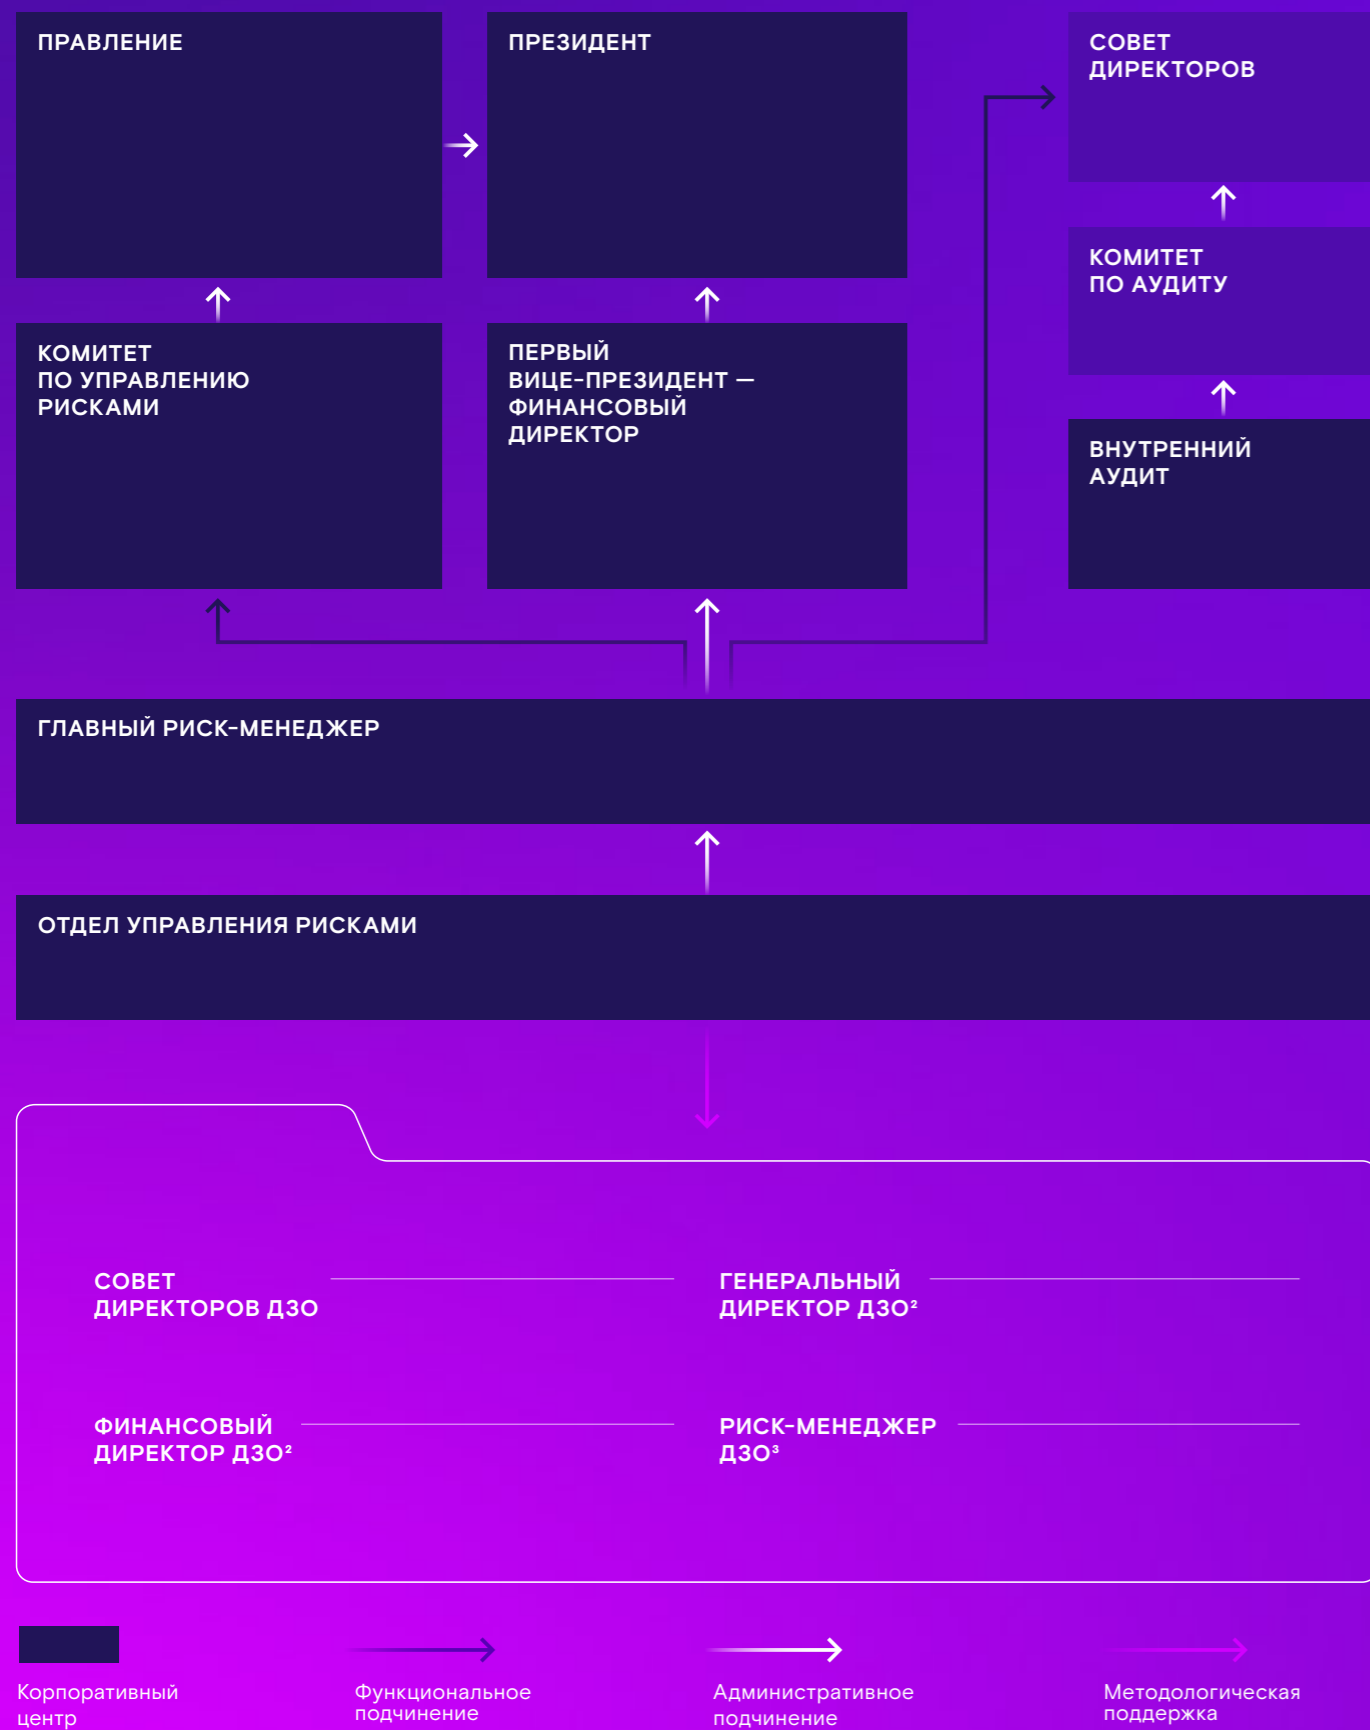 ПРАВЛЕНИЕ
ПРЕЗИДЕНТ
СОВЕТ
ДИРЕКТОРОВ
КОМИТЕТ
ПО АУДИТУ
КОМИТЕТ
ПО УПРАВЛЕНИЮ
РИСКАМИ
ПЕРВЫЙ
ВИЦЕ-ПРЕЗИДЕНТ —
ФИНАНСОВЫЙ
ДИРЕКТОР
ВНУТРЕННИЙ
АУДИТ
ГЛАВНЫЙ РИСК-МЕНЕДЖЕР
ОТДЕЛ УПРАВЛЕНИЯ РИСКАМИ
СОВЕТ
ДИРЕКТОРОВ ДЗО
ГЕНЕРАЛЬНЫЙ
ДИРЕКТОР ДЗО²
ФИНАНСОВЫЙ
ДИРЕКТОР ДЗО²
РИСК-МЕНЕДЖЕР
ДЗО³
Корпоративный
центр
Функциональное
подчинение
Административное
подчинение
Методологическая
поддержка